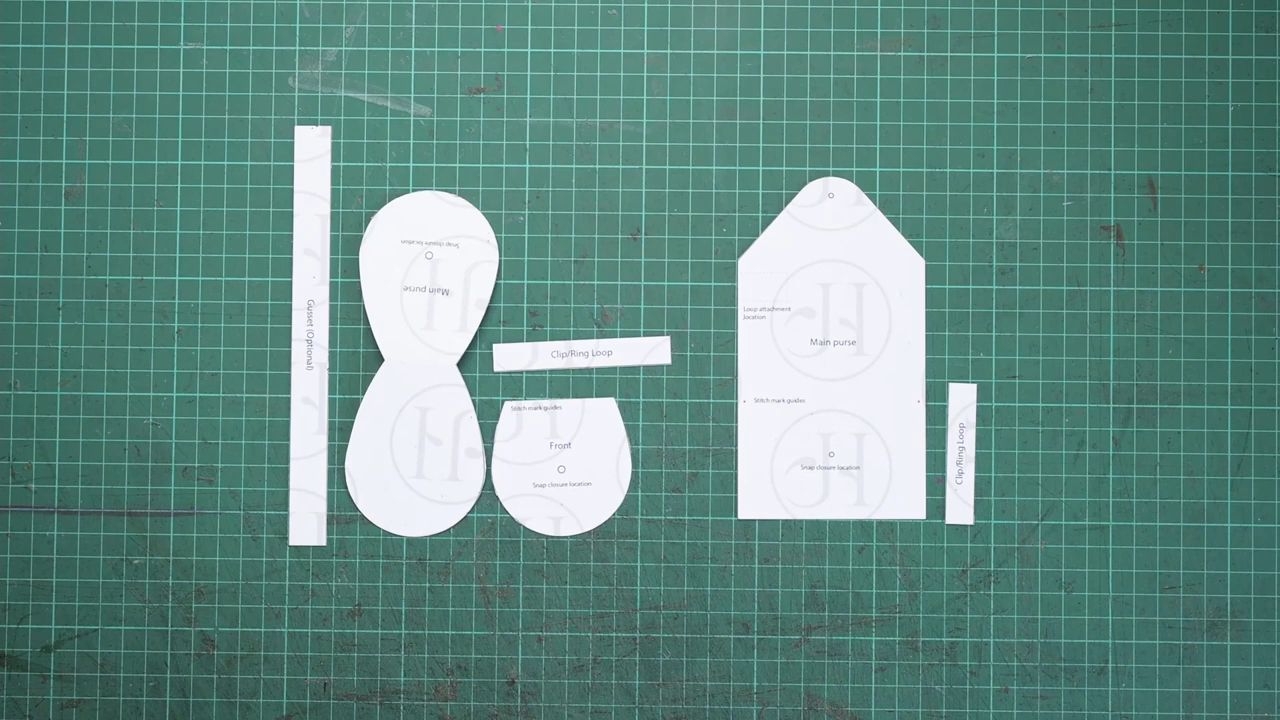 Gusset (Optional)
Snap closure location
Main purse
Clip/Ring Loop
Stitch mark guides
Front
Snap closure location
Loop attachment
location
Main purse
Stitch mark guides
Snap closure location
Clip/Ring Loop